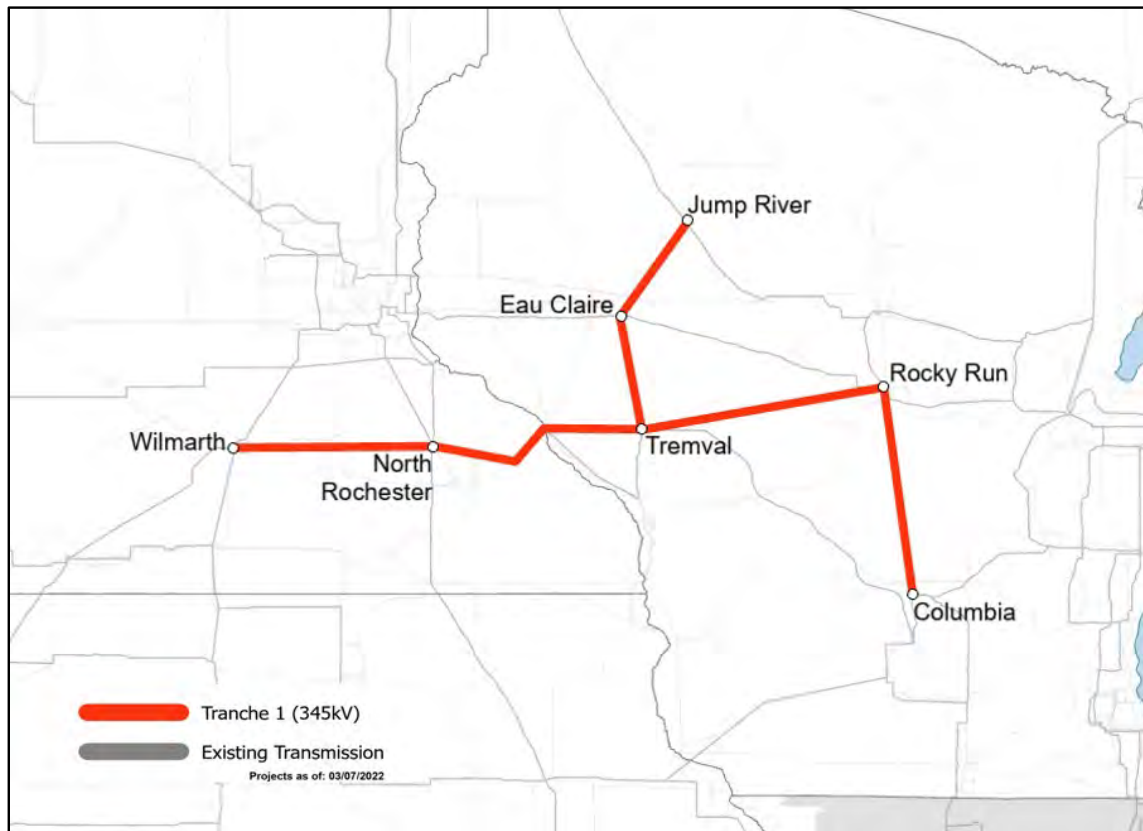 Jump River
Eau Claire
Rocky Run
Wilmarth
North
Rochester
Tremval
Columbia
Tranche 1 (345kV)
Existing Transmission
Projects as of: 03/07/2022